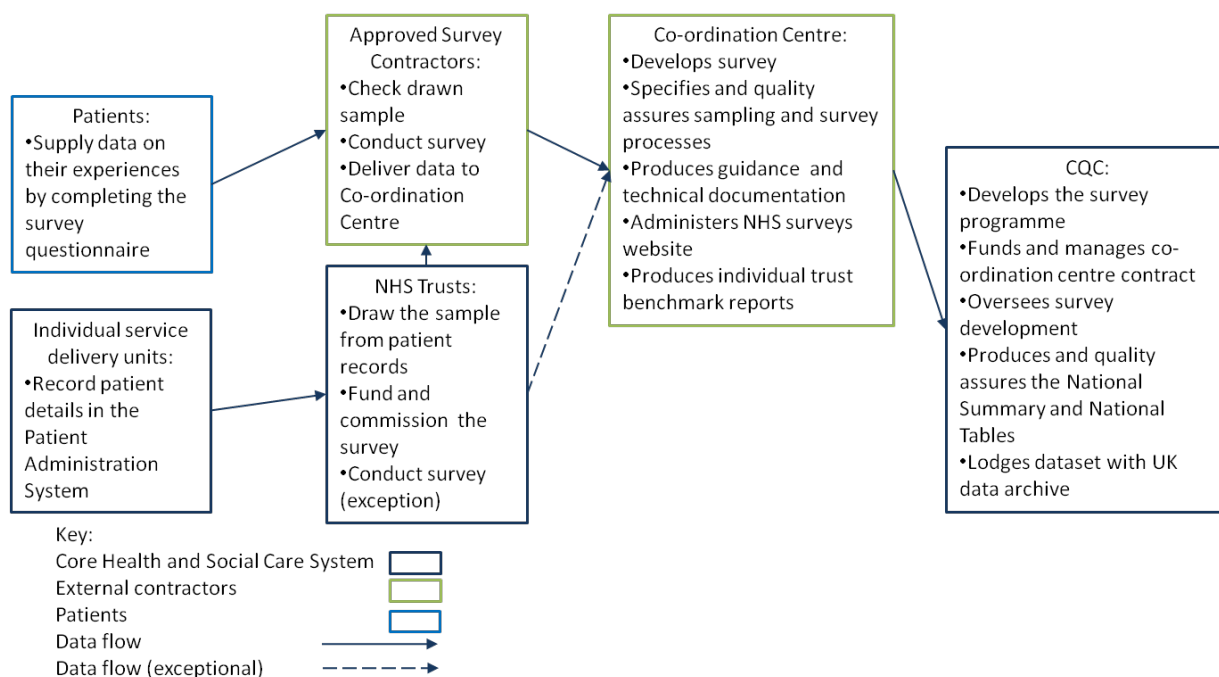 Patients:
•Supply data on
their experiences
by completing the
survey
questionnaire
Individual service
delivery units:
•Record patient
details in the
Patient
Administration
System
Approved Survey
Contractors:
•Check drawn
sample
•Conduct survey
•Deliver data to
Co-ordination
Centre
NHS Trusts:
•Draw the sample
from patient
records
•Fund and
commission the
survey
•Conduct survey
(exception)
Co-ordination Centre:
•Develops survey
•Specifies and quality
assures sampling and survey
processes
•Produces guidance and
technical documentation
•Administers NHS surveys
website
•Produces individual trust
benchmark reports
CQC:
•Develops the survey
programme
•Funds and manages co-
ordination centre contract
•Oversees survey
development
•Produces and quality
assures the National
Summary and National
Tables
•Lodges dataset with UK
data archive
Key:
Core Health and Social Care System
External contractors
Patients
Data flow
Data flow (exceptional)